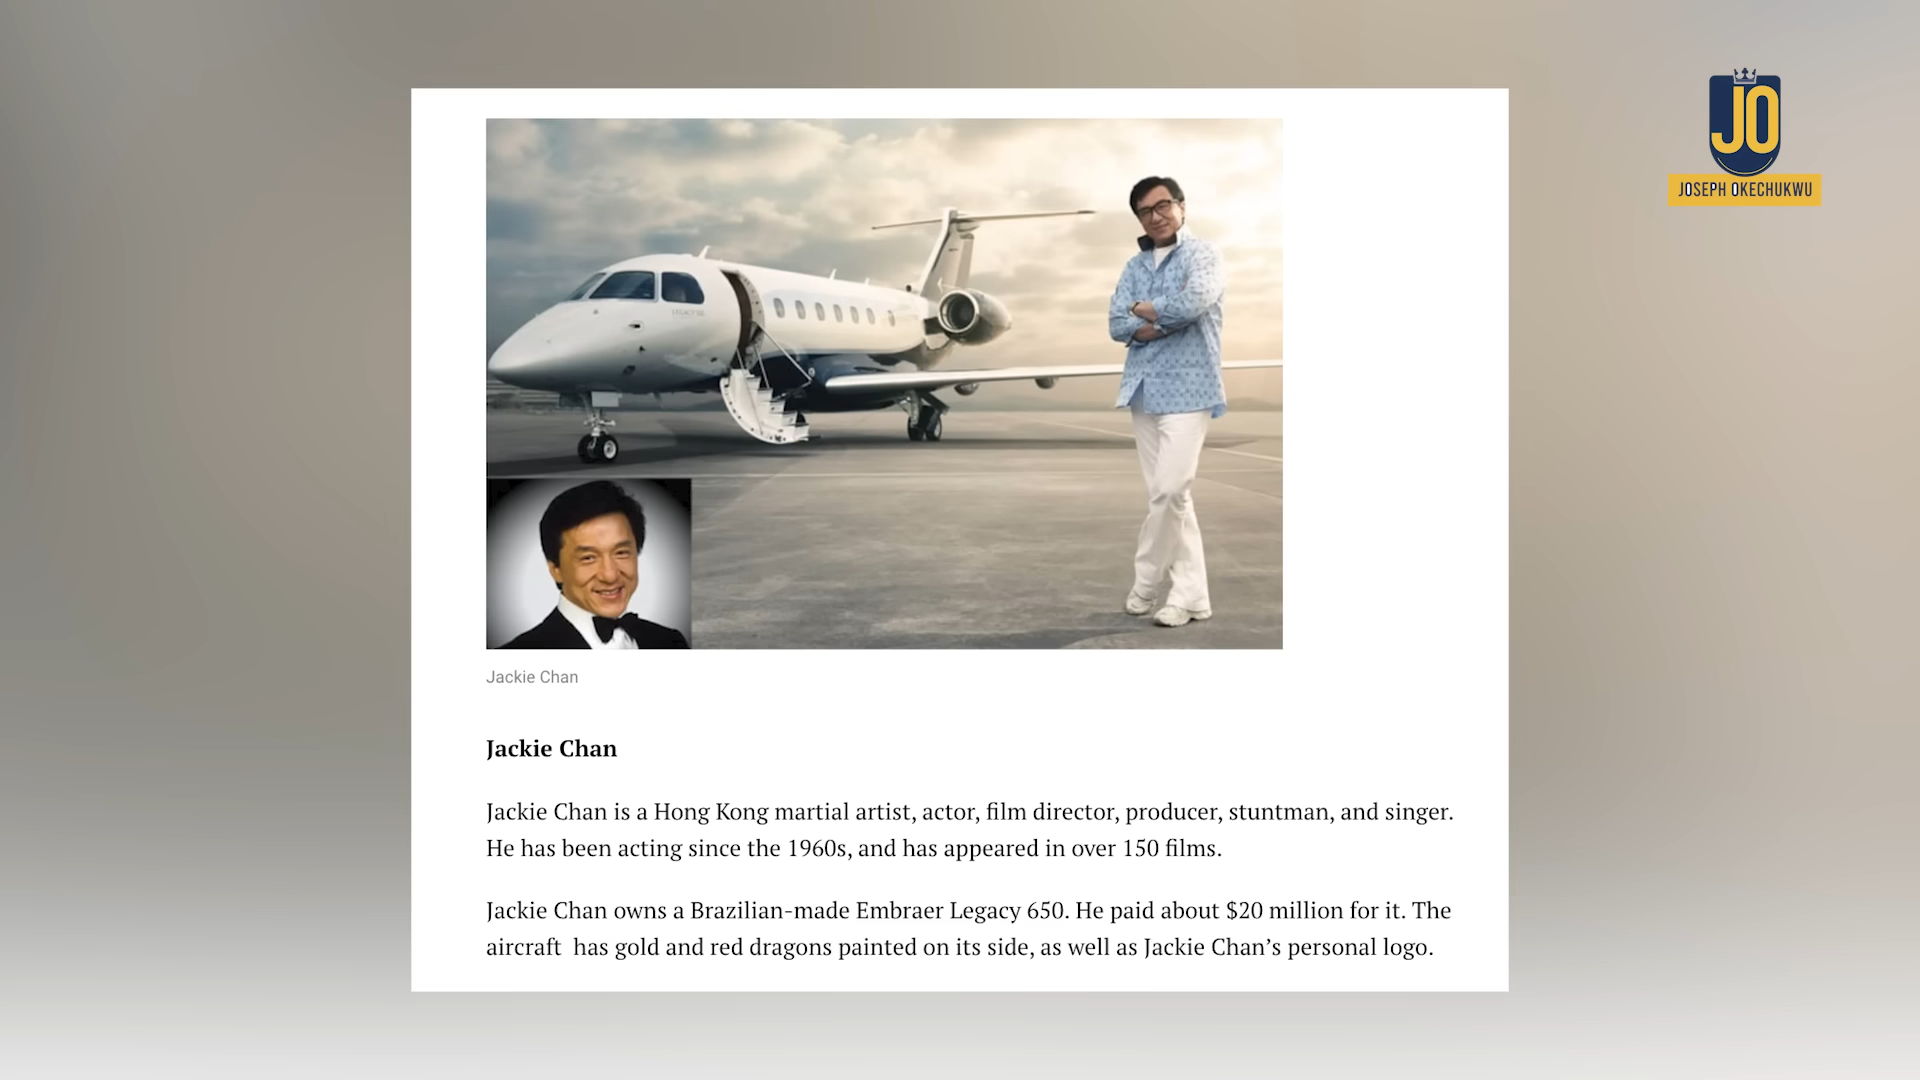 JO
JOSEPH OKECHUKWU
Jackie Chan
Jackie Chan
Jackie Chan is a Hong Kong martial artist, actor, film director, producer, stuntman, and singer.
He has been acting since the 1960s, and has appeared in over 150 films.
Jackie Chan owns a Brazilian-made Embraer Legacy 650. He paid about $20 million for it. The
aircraft  has gold and red dragons painted on its side, as well as Jackie Chan’s personal logo.